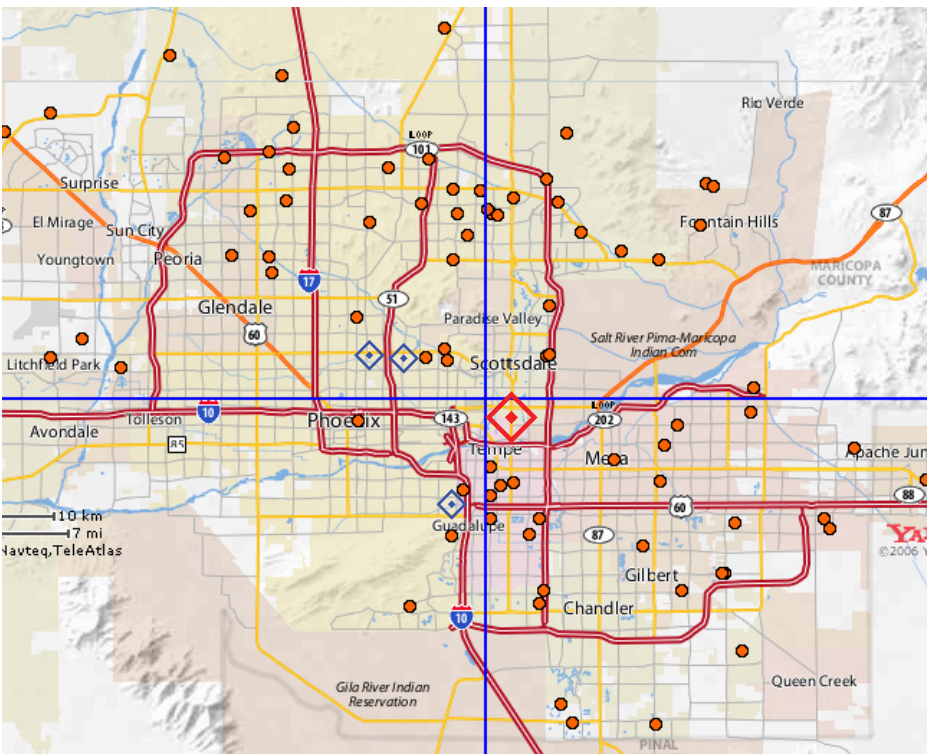 Rio Verde
LOOP
101
Surprise
87
El Mirage
Fountain Hills
Sun City
Youngtown
Peoria
MARICOPA
COUNTY
17
51
Glendale
Paradise Valley
60
Salt River Pima-Maricopa
Indian Com
Litchfield Park
Scottsdale
LOOP
202
10
143
Tolleson
Phoenix
Avondale
85
Tempe
Mesa
Apache Jun
88
60
10 km
7 mi
Guadalupe
87
YA
Navteq,TeleAtlas
©2006 Y
Gilbert
Chandler
10
Queen Creek
Gila River Indian
Reservation
PINAL